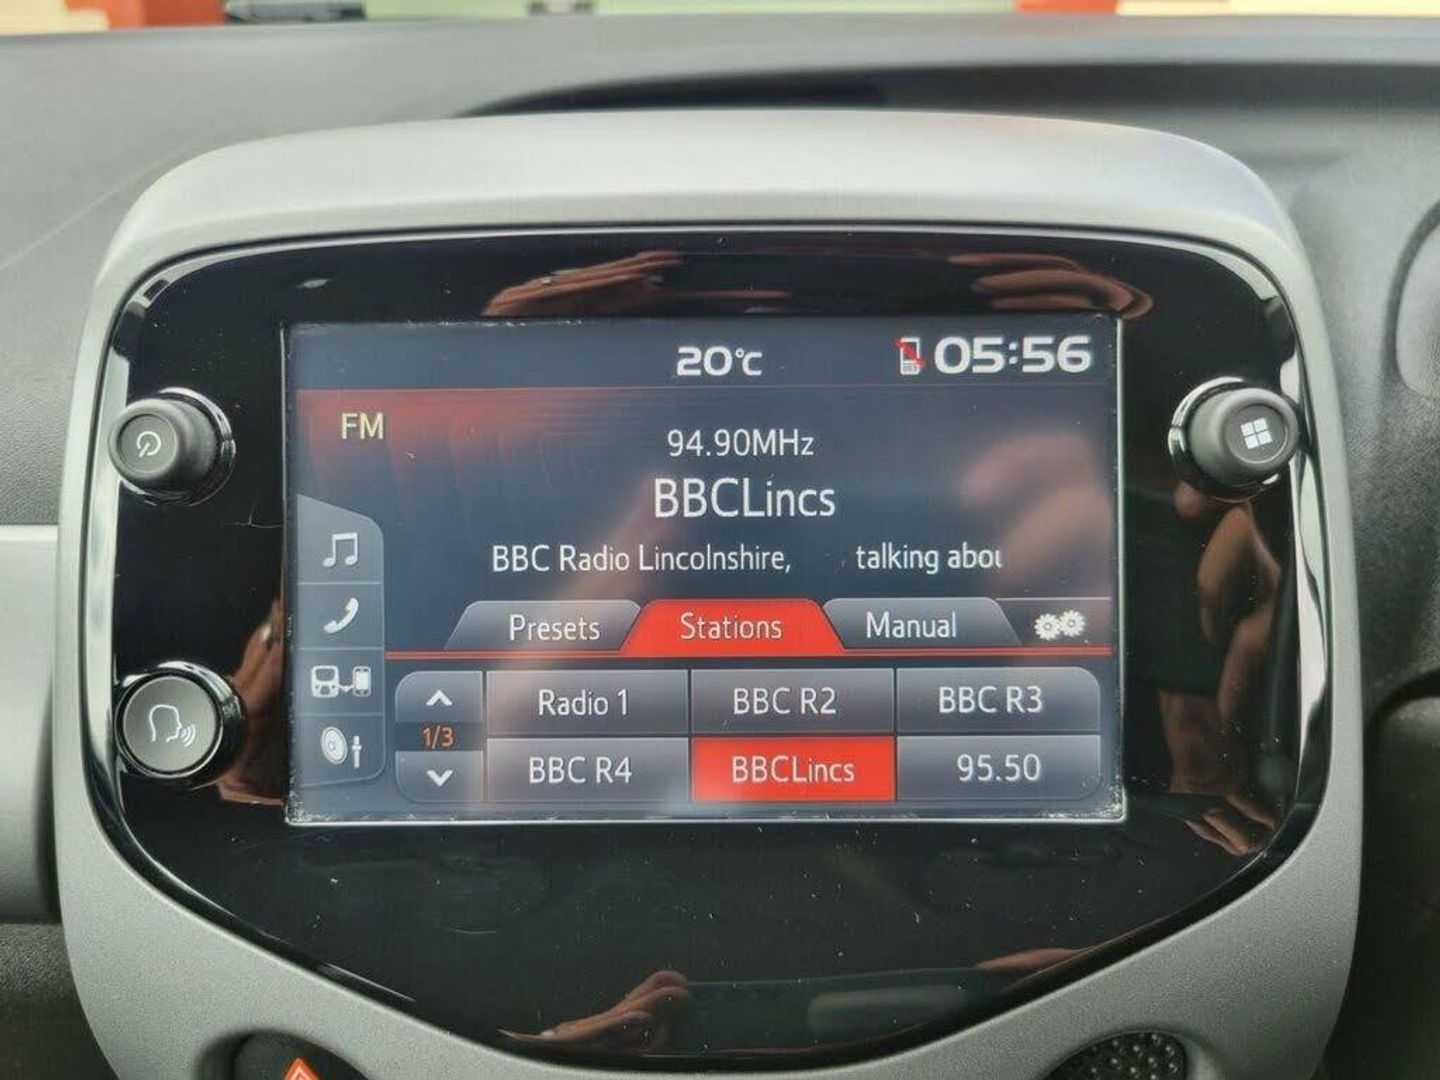 20°C 05:56
FM
94.90MHz
BBCLincs
BBC Radio Lincolnshire, talking abou
Presets Stations Manual
Radio 1 BBC R2 BBC R3
1/3
BBC R4 BBCLincs 95.50